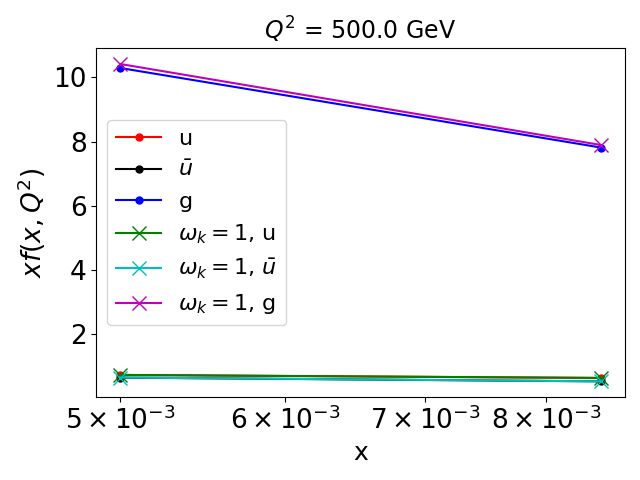 Q² = 500.0 GeV
10
8
6
4
2
xf(x, Q²)
u
ū
g
ωₖ = 1, u
ωₖ = 1, ū
ωₖ = 1, g
5 × 10⁻³ 6 × 10⁻³ 7 × 10⁻³ 8 × 10⁻³
x